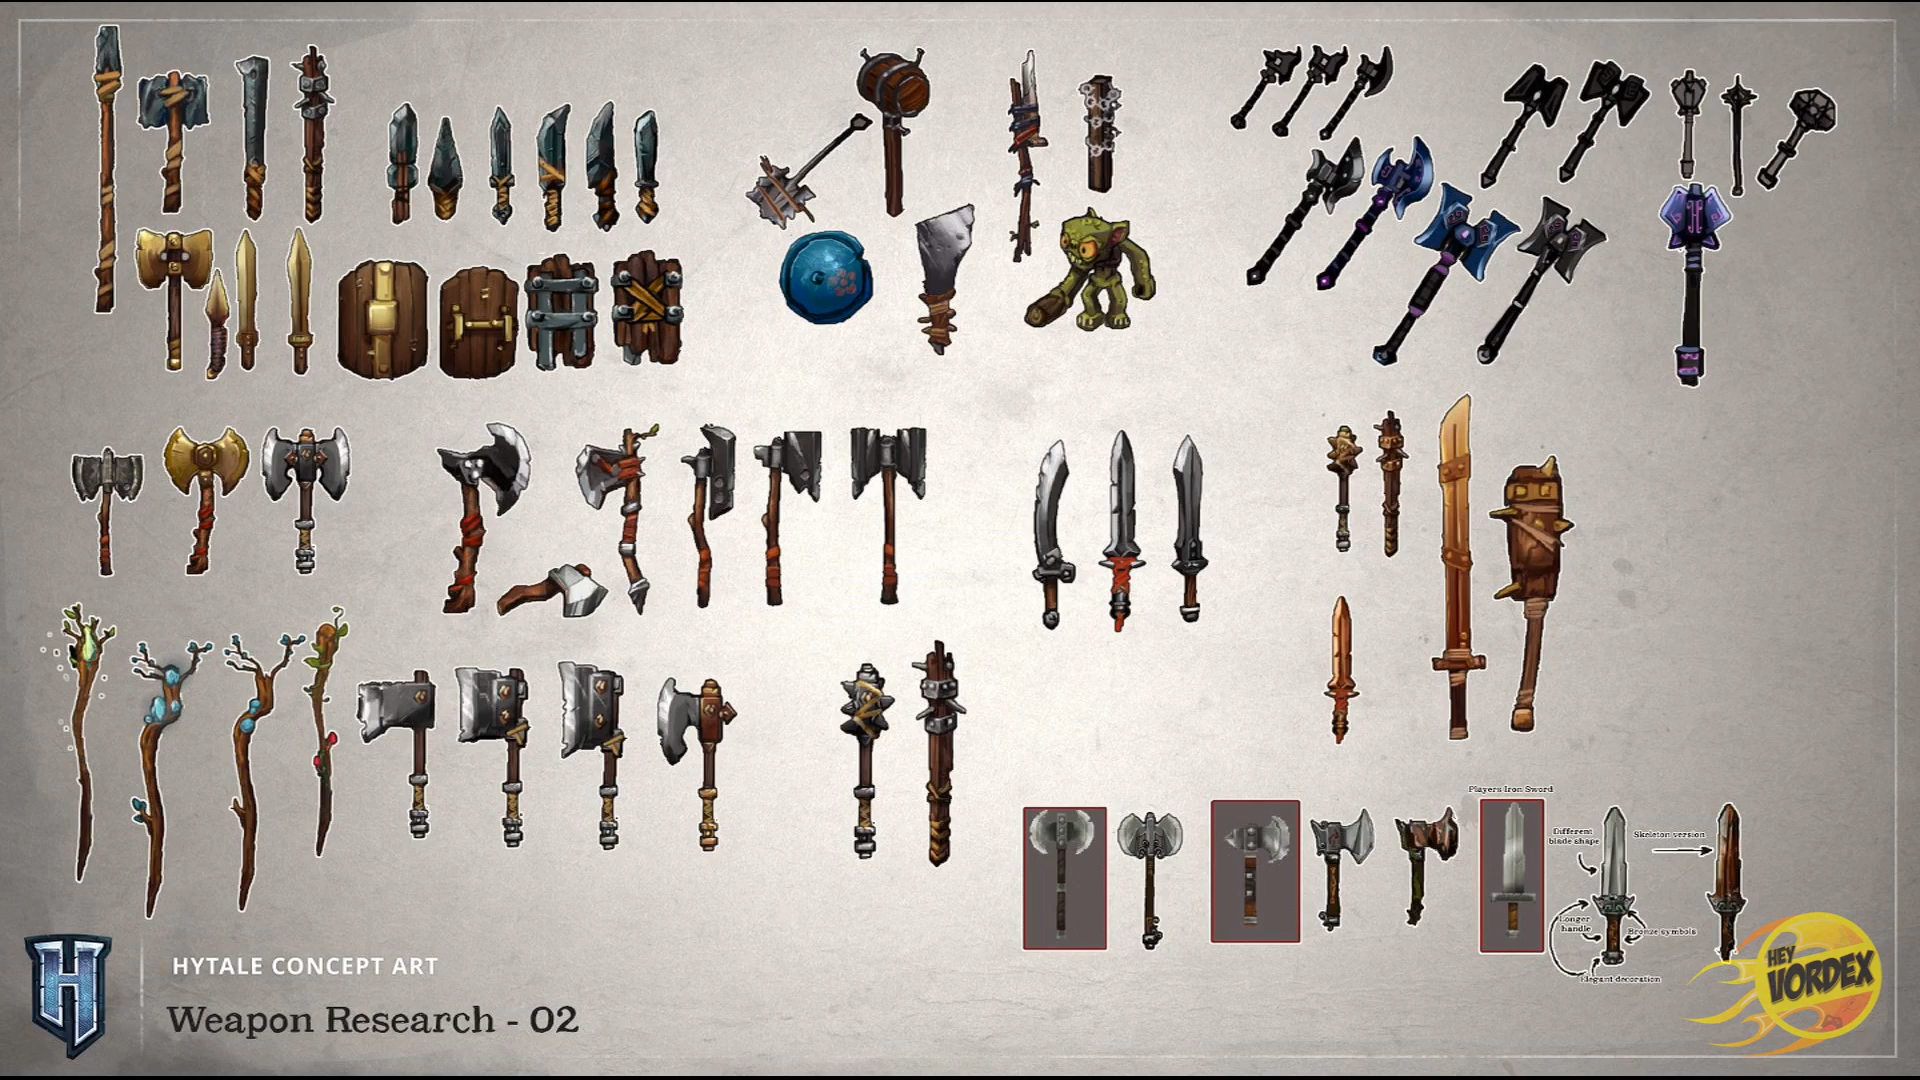 Players Iron Sword
Different
blade shape
Skeleton version
Longer
handle
Bronze symbols
Elegant decoration
H
HYTALE CONCEPT ART
Weapon Research - 02
HEY
VORDEX